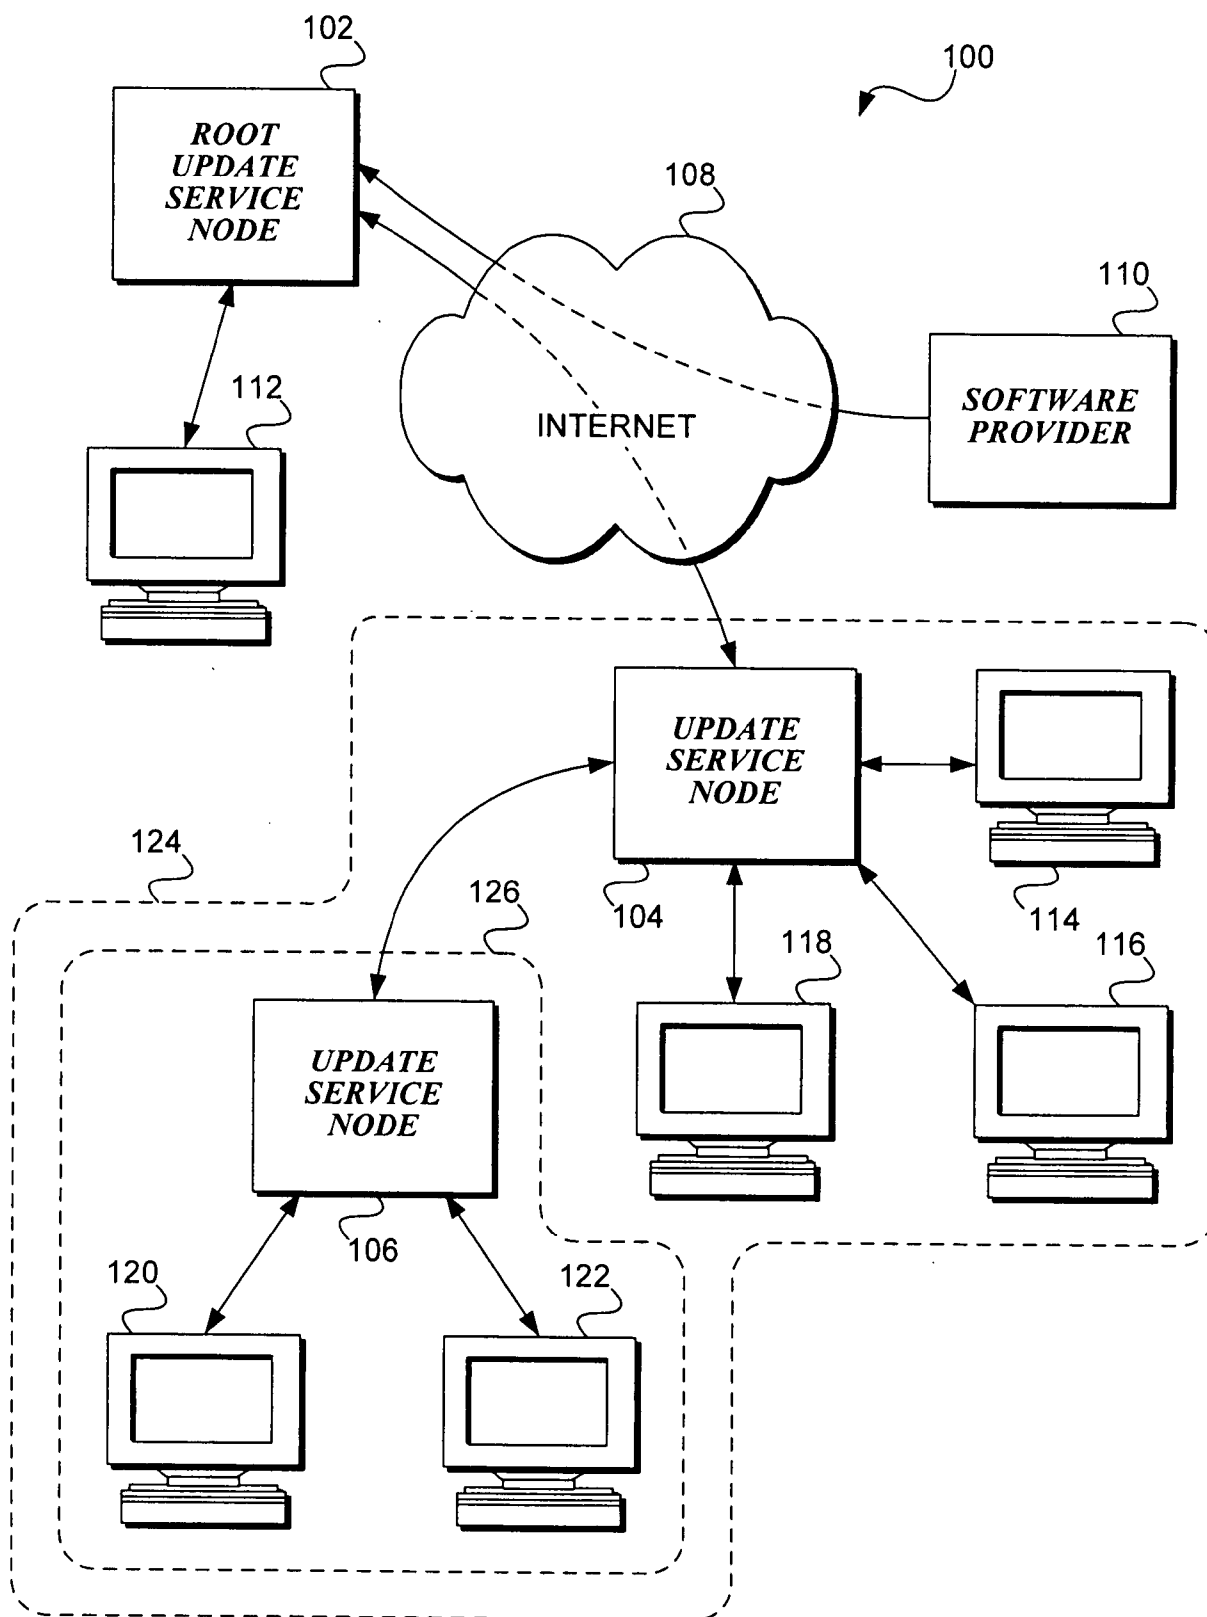 102
100
ROOT
UPDATE
SERVICE
NODE
108
110
SOFTWARE
PROVIDER
INTERNET
112
UPDATE
SERVICE
NODE
124
126
104
114
118
116
UPDATE
SERVICE
NODE
106
120
122